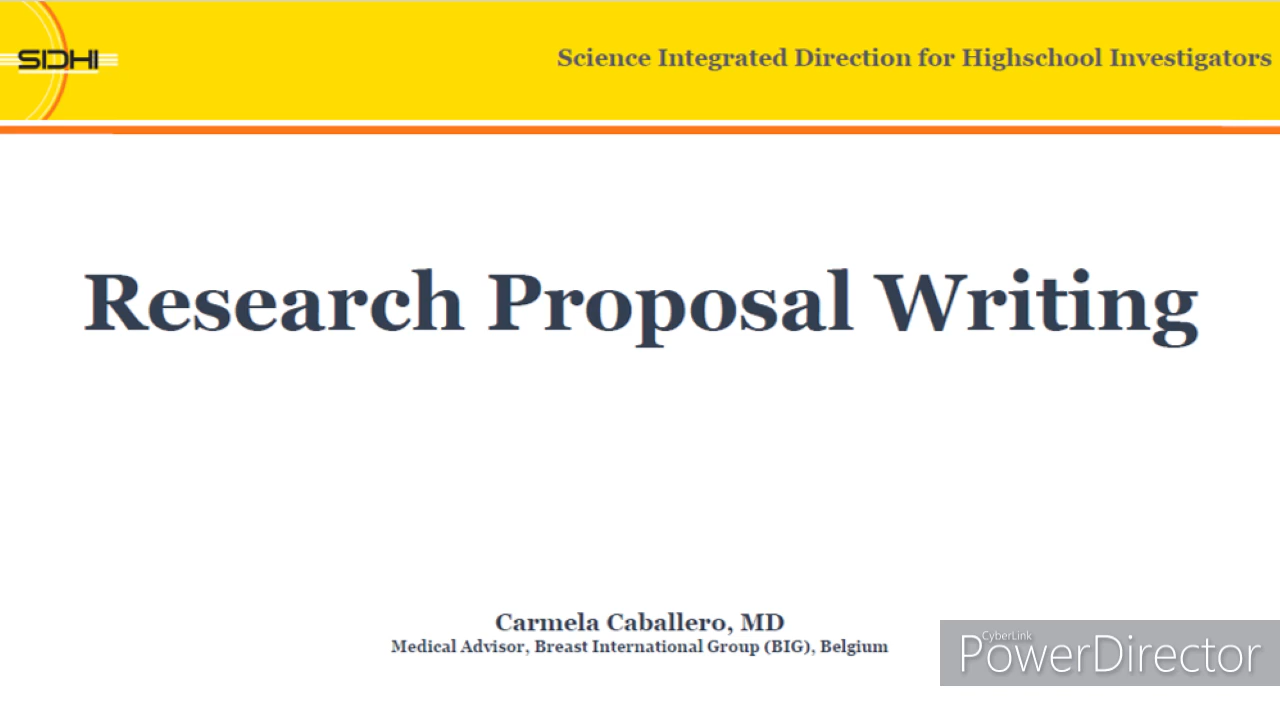 SIDHI
Science Integrated Direction for Highschool Investigators
Research Proposal Writing
Carmela Caballero, MD
Medical Advisor, Breast International Group (BIG), Belgium
CyberLink
PowerDirector